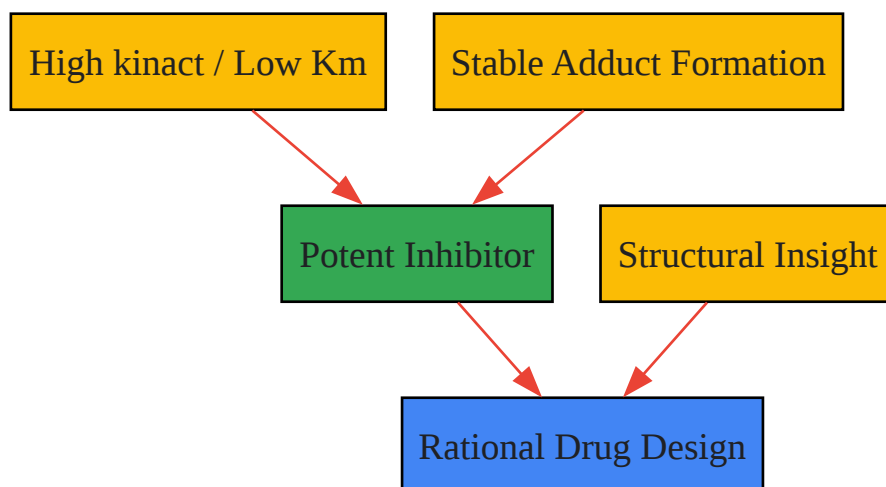 High kinact / Low Km
Stable Adduct Formation
Potent Inhibitor
Structural Insight
Rational Drug Design